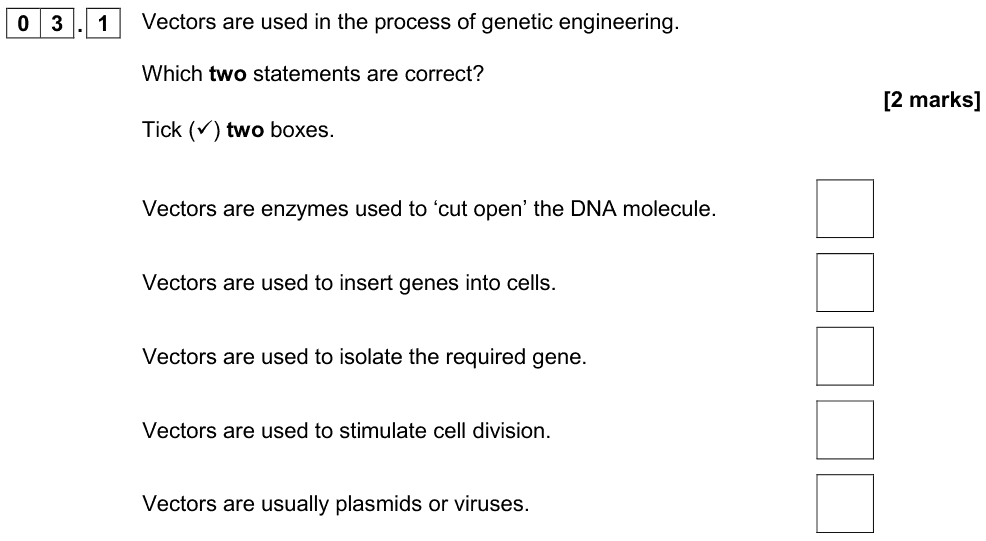 03.1 Vectors are used in the process of genetic engineering.
Which two statements are correct?
[2 marks]
Tick (✓) two boxes.
Vectors are enzymes used to ‘cut open’ the DNA molecule.
Vectors are used to insert genes into cells.
Vectors are used to isolate the required gene.
Vectors are used to stimulate cell division.
Vectors are usually plasmids or viruses.